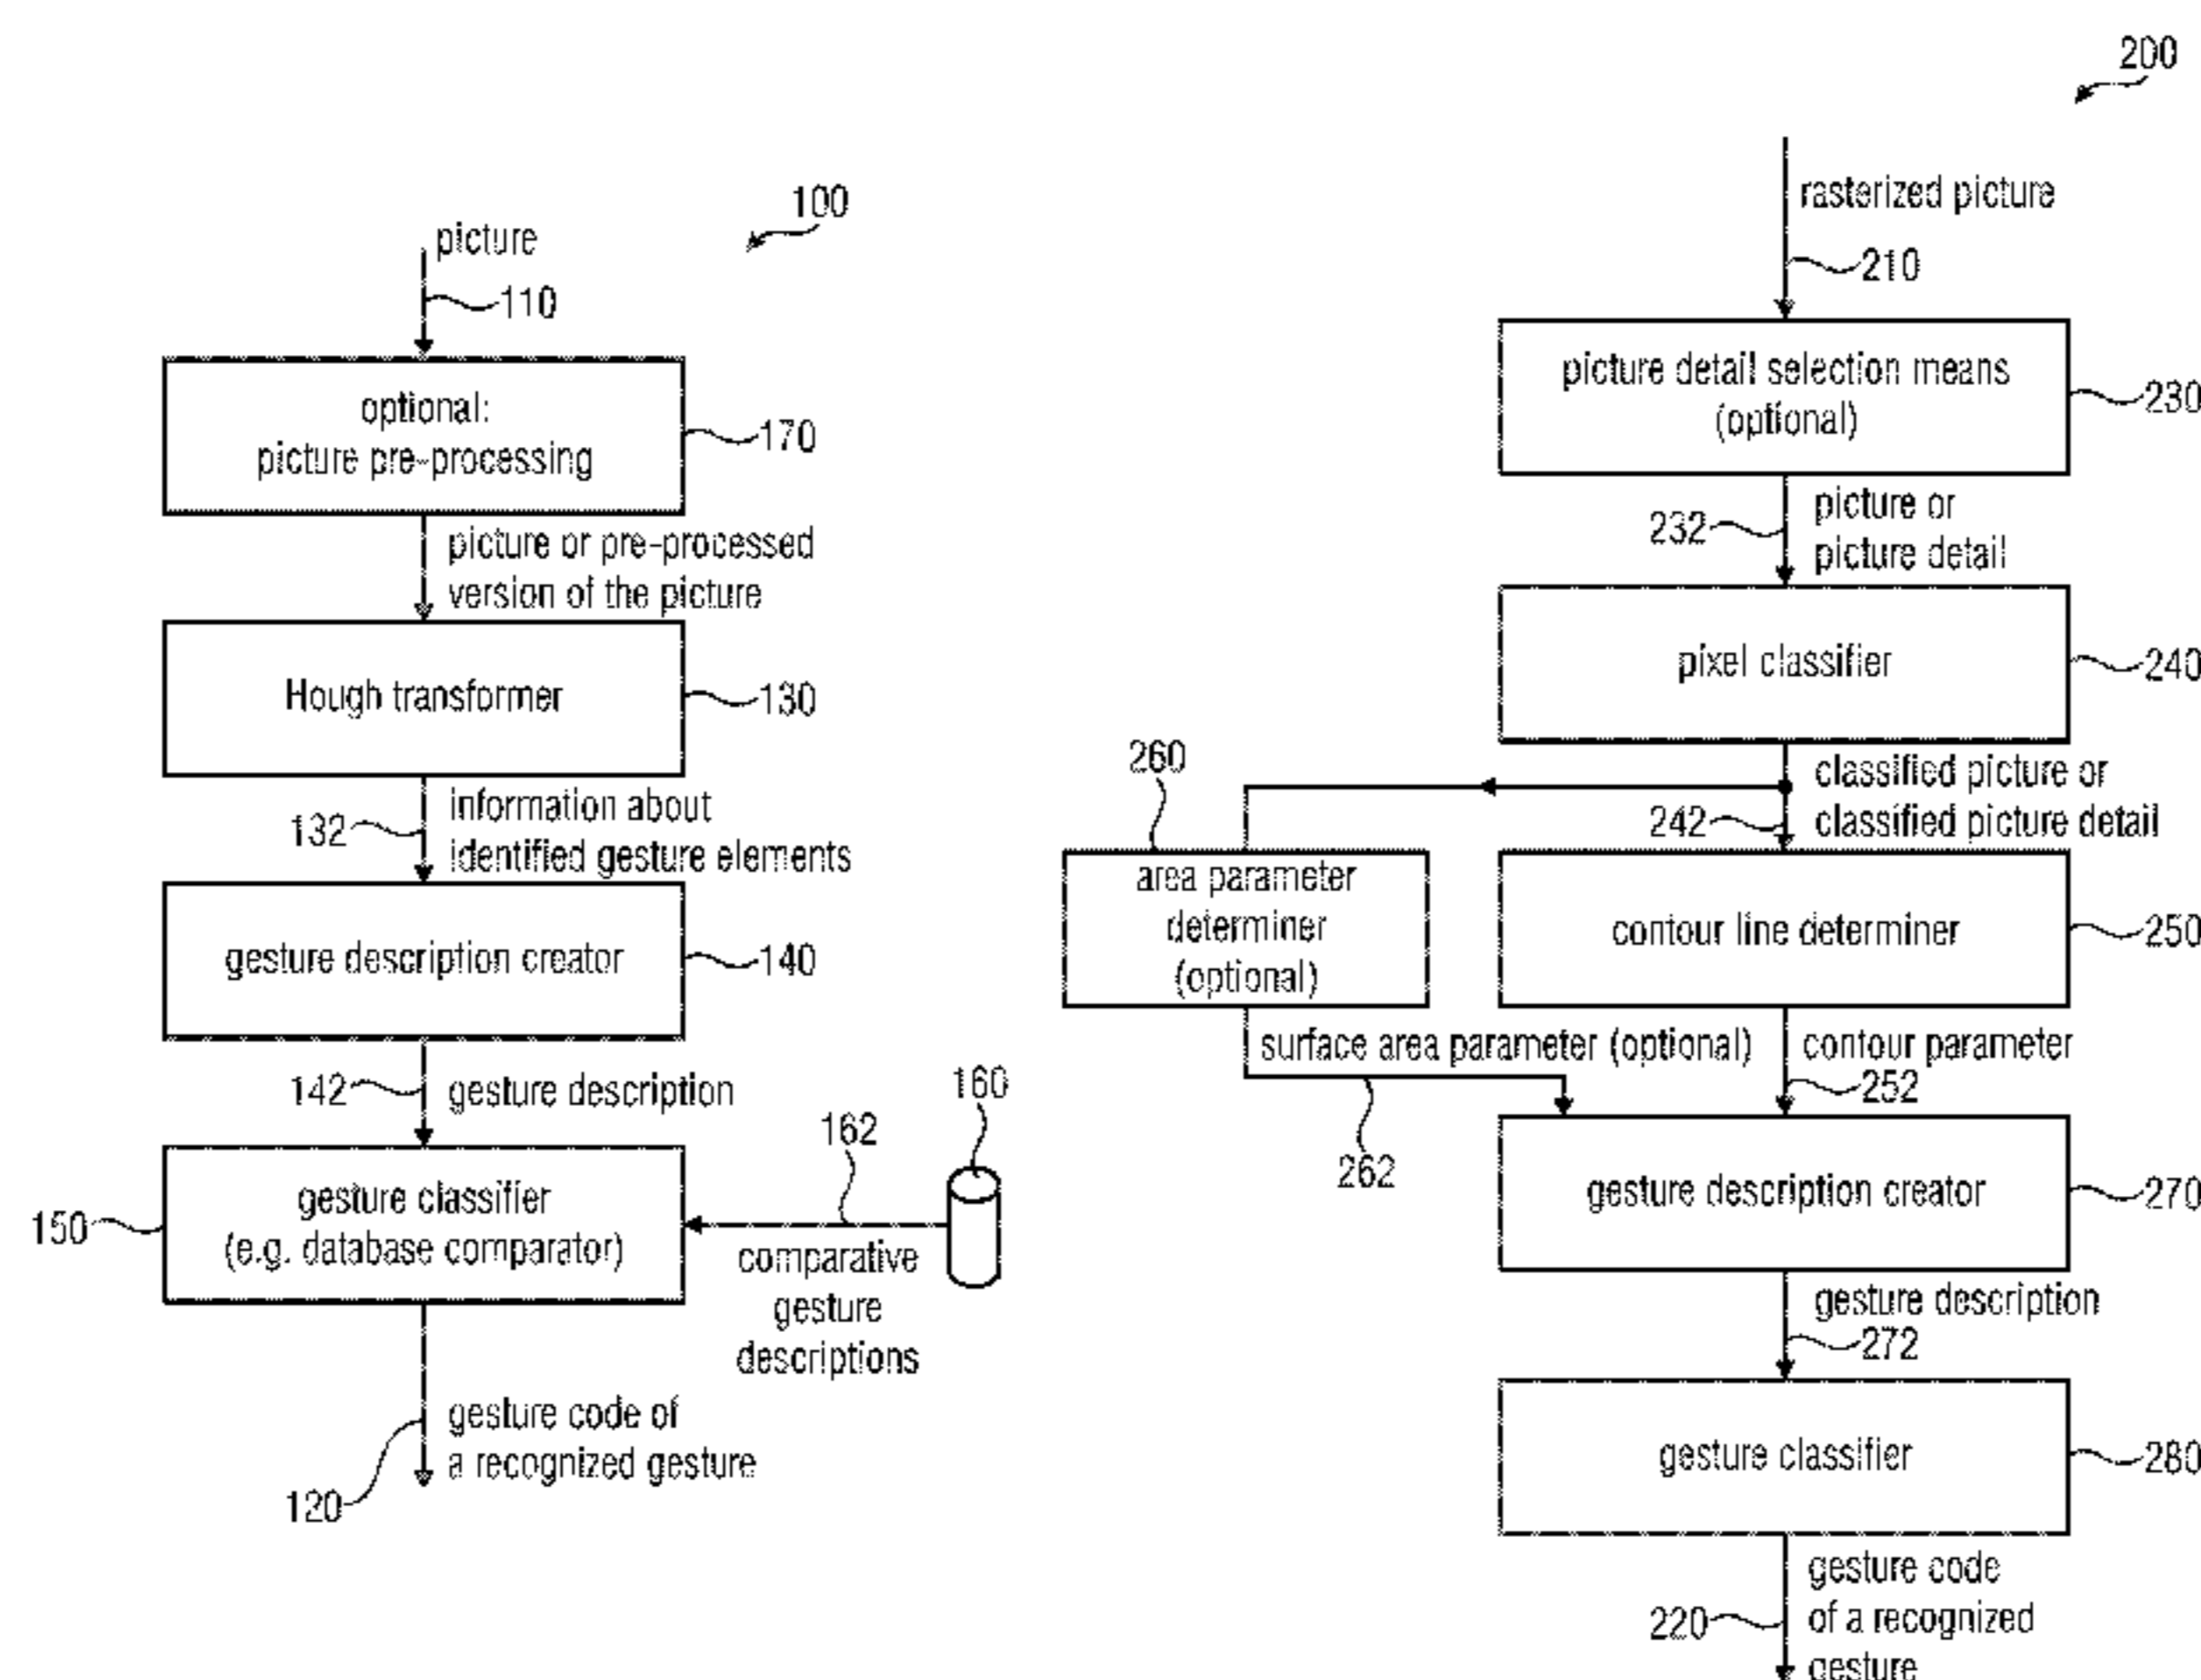 100
picture
110
optional:
picture pre-processing
170
picture or pre-processed
version of the picture
Hough transformer
130
132
information about
identified gesture elements
gesture description creator
140
142
gesture description
160
162
150
gesture classifier
(e.g. database comparator)
comparative
gesture
descriptions
gesture code of
a recognized gesture
120
200
rasterized picture
210
picture detail selection means
(optional)
230
232
picture or
picture detail
pixel classifier
240
260
classified picture or
242
classified picture detail
area parameter
determiner
(optional)
contour line determiner
250
surface area parameter (optional)
contour parameter
252
262
gesture description creator
270
gesture description
272
gesture classifier
280
gesture code
220
of a recognized
gesture